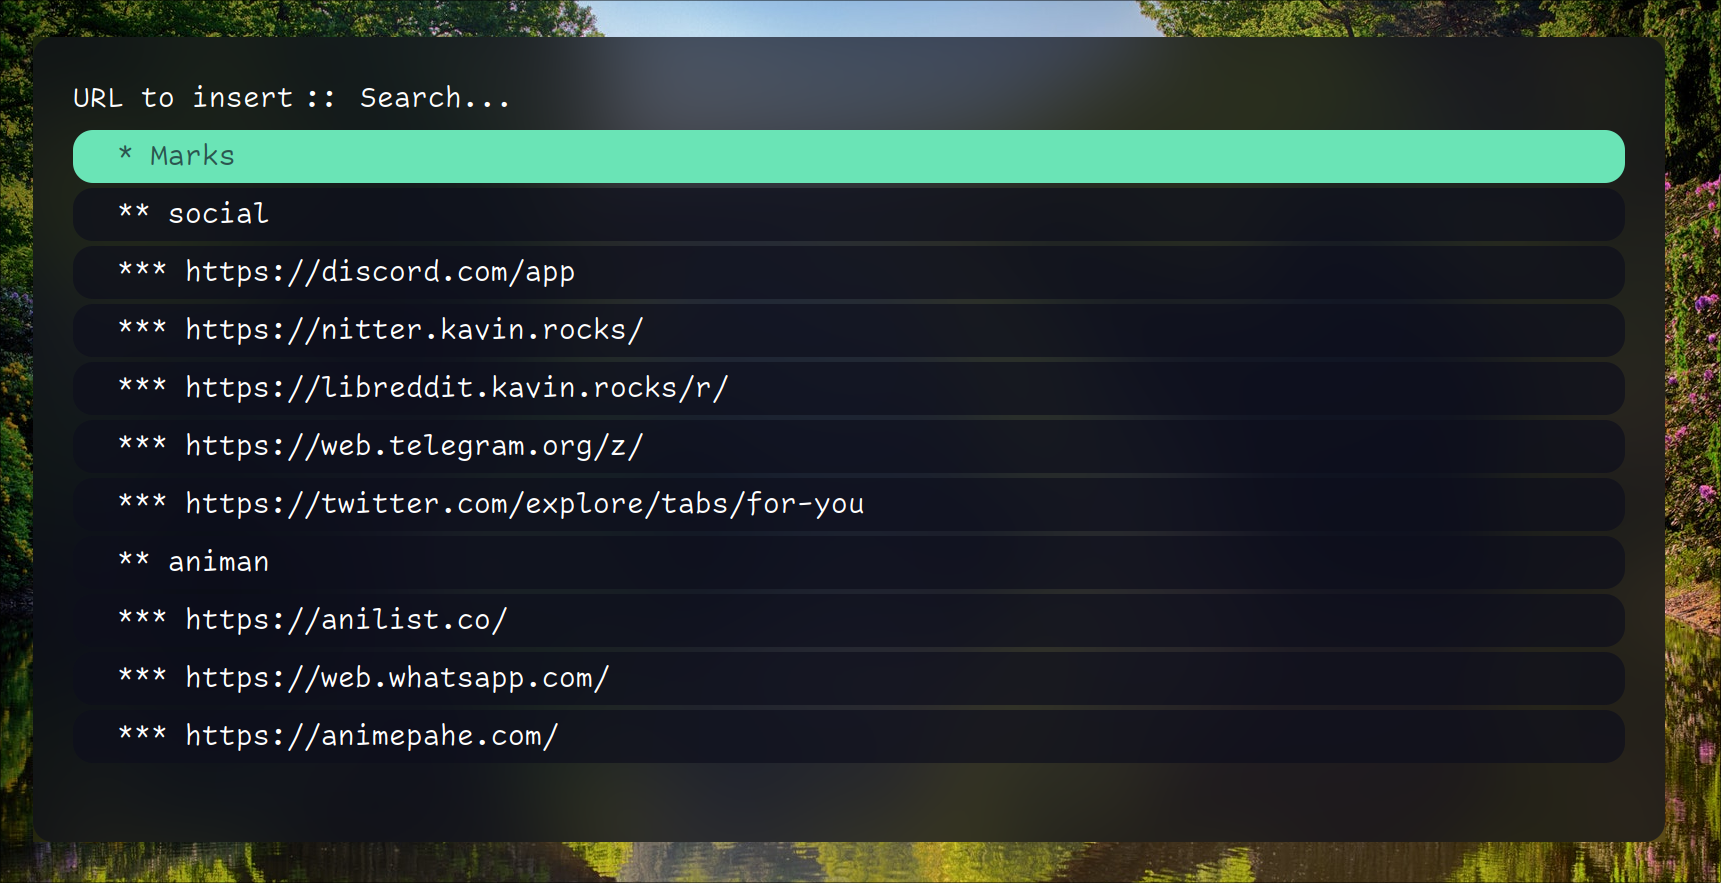 URL to insert :: Search...
* Marks
** social
*** https://discord.com/app
*** https://nitter.kavin.rocks/
*** https://libreddit.kavin.rocks/r/
*** https://web.telegram.org/z/
*** https://twitter.com/explore/tabs/for-you
** animan
*** https://anilist.co/
*** https://web.whatsapp.com/
*** https://animepahe.com/